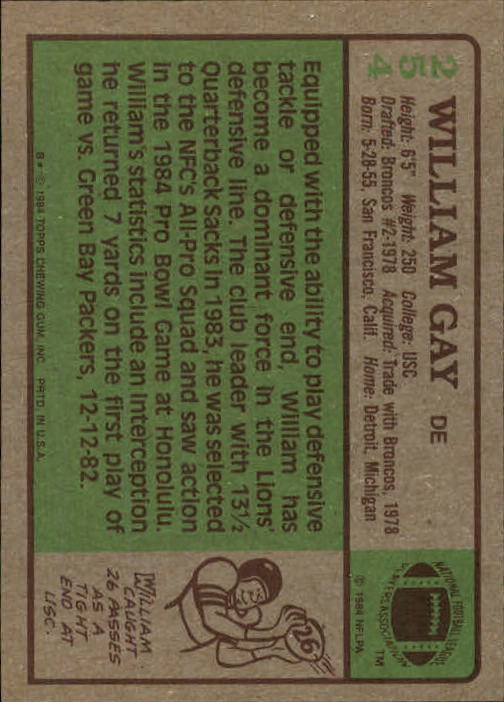 254
WILLIAM GAY DE
Height: 6'5" Weight: 250 College: USC
Drafted: Broncos #2-1978 Acquired: Trade with Broncos, 1978
Born: 5-28-55, San Francisco, Calif. Home: Detroit, Michigan
NATIONAL FOOTBALL LEAGUE
PLAYERS ASSOCIATION
TM
© 1984 NFLPA
Equipped with the ability to play defensive
tackle or defensive end, William has
become a dominant force in the Lions'
defensive line. The club leader with 13½
Quarterback Sacks in 1983, he was selected
to the NFC's All-Pro Squad and saw action
in the 1984 Pro Bowl Game at Honolulu.
William's statistics include an Interception
he returned 7 yards on the first play of
game vs. Green Bay Packers, 12-12-82.
26
WILLIAM
CAUGHT
26 PASSES
AS A
TIGHT
END AT
USC.
B* © 1984 TOPPS CHEWING GUM, INC. PRTD. IN U.S.A.